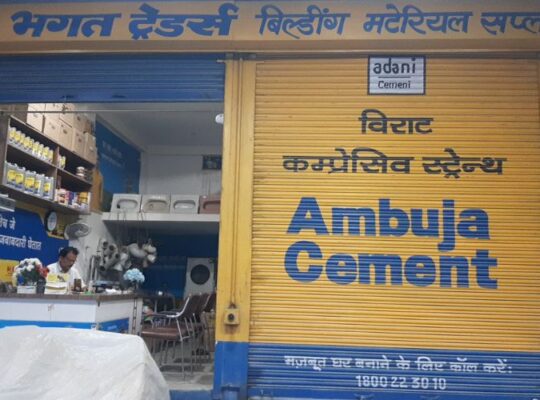 भगत ट्रेडर्स बिल्डींग मटेरियल सप्ल
adani
Cement
विराट
कम्प्रेसिव स्ट्रेन्थ
Ambuja
Cement
मज़बूत घर बनाने के लिए कॉल करें:
1800 22 30 10